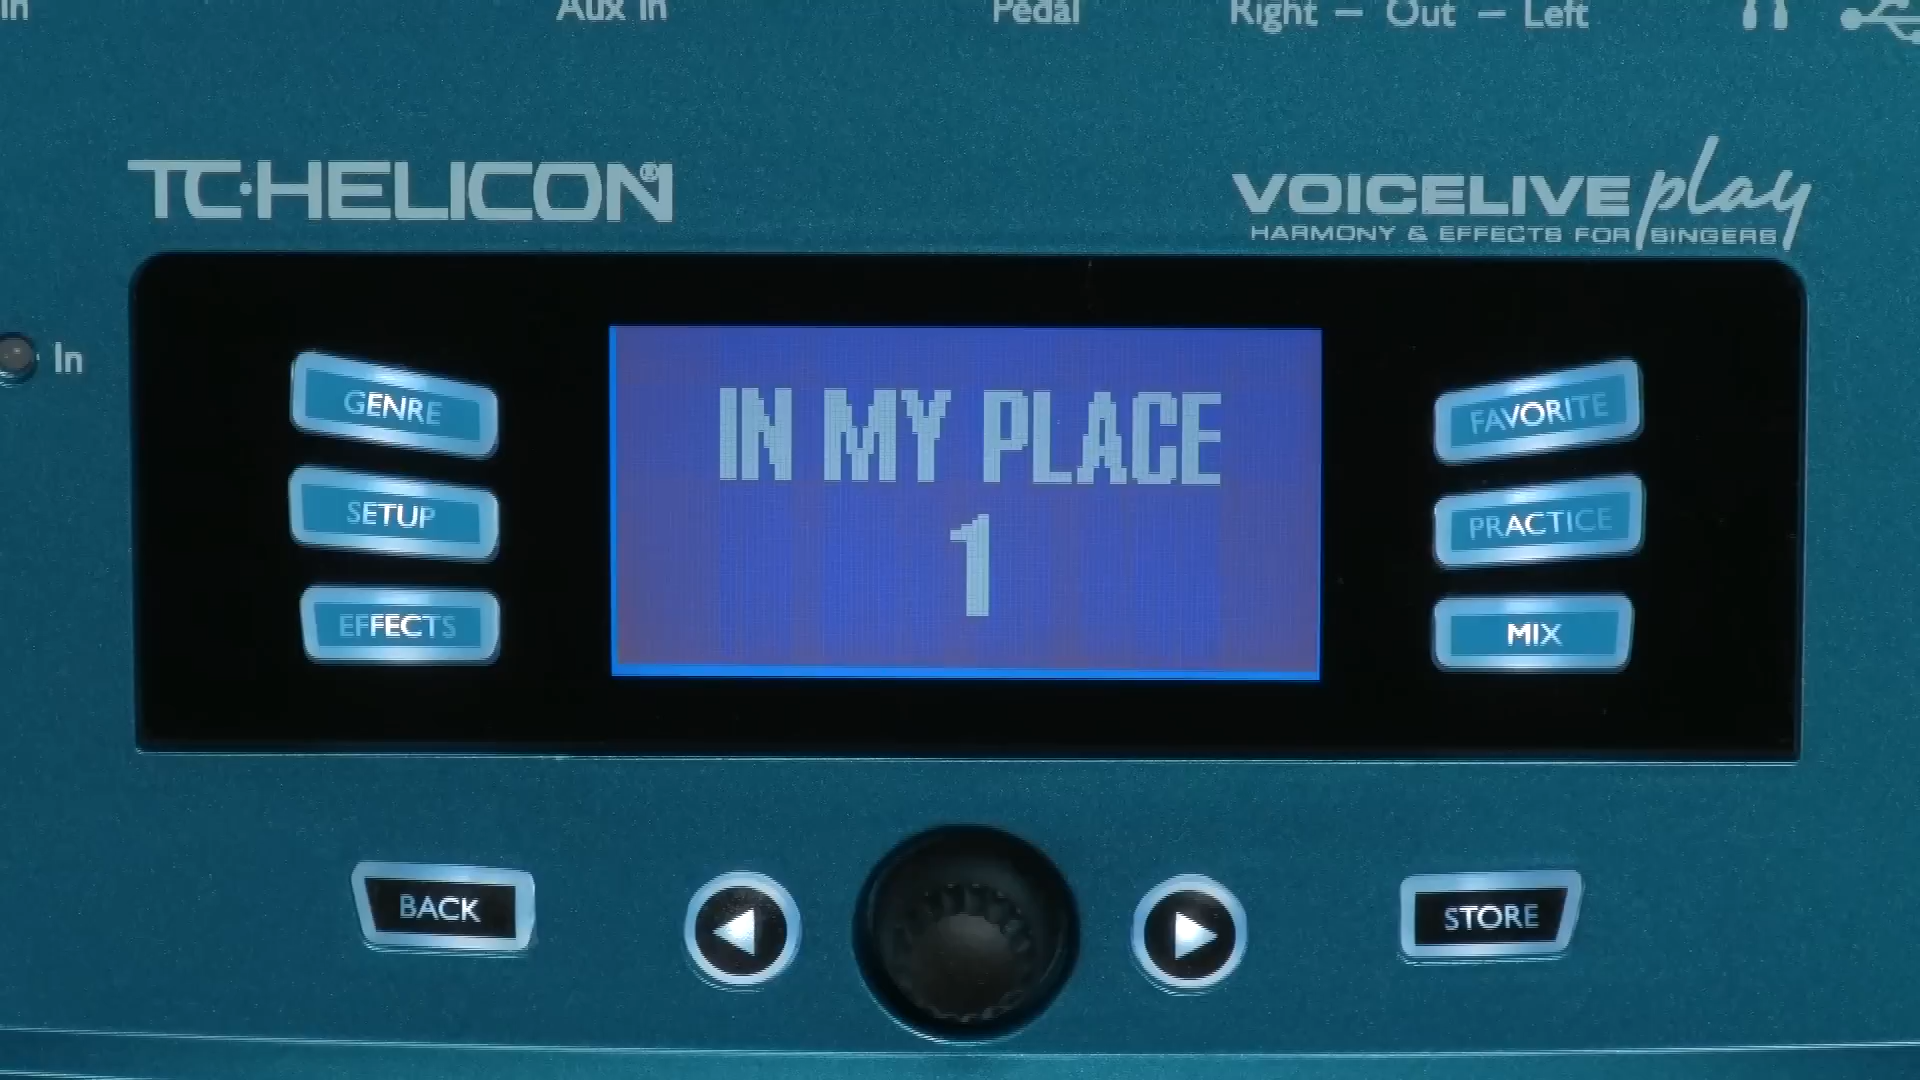 In
Aux In
Pedal
Right – Out – Left
TC·HELICON®
VOICELIVE play
HARMONY & EFFECTS FOR SINGERS
In
GENRE
SETUP
EFFECTS
IN MY PLACE
1
FAVORITE
PRACTICE
MIX
BACK
STORE